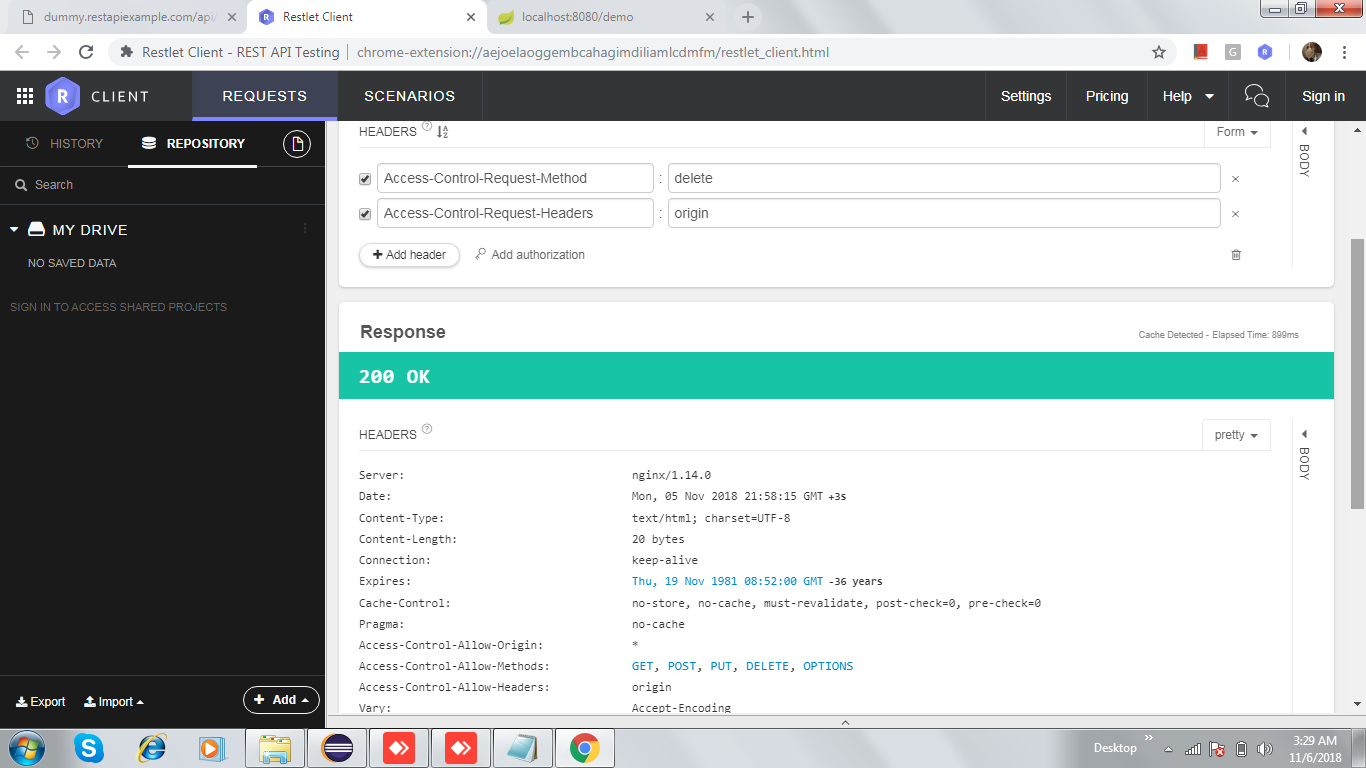 dummy.restapiexample.com/api/
Restlet Client
localhost:8080/demo
Restlet Client - REST API Testing
chrome-extension://aejoelaoggembcahagimdiliamlcdmfm/restlet_client.html
R CLIENT
REQUESTS
SCENARIOS
Settings
Pricing
Help
Sign in
HISTORY
REPOSITORY
Search
MY DRIVE
NO SAVED DATA
SIGN IN TO ACCESS SHARED PROJECTS
Export
Import
Add
HEADERS
Form
BODY
Access-Control-Request-Method : delete
Access-Control-Request-Headers : origin
Add header
Add authorization
Response
Cache Detected - Elapsed Time: 899ms
200 OK
HEADERS
pretty
BODY
Server: nginx/1.14.0
Date: Mon, 05 Nov 2018 21:58:15 GMT +3s
Content-Type: text/html; charset=UTF-8
Content-Length: 20 bytes
Connection: keep-alive
Expires: Thu, 19 Nov 1981 08:52:00 GMT -36 years
Cache-Control: no-store, no-cache, must-revalidate, post-check=0, pre-check=0
Pragma: no-cache
Access-Control-Allow-Origin: *
Access-Control-Allow-Methods: GET, POST, PUT, DELETE, OPTIONS
Access-Control-Allow-Headers: origin
Vary: Accept-Encoding
Desktop
3:29 AM
11/6/2018